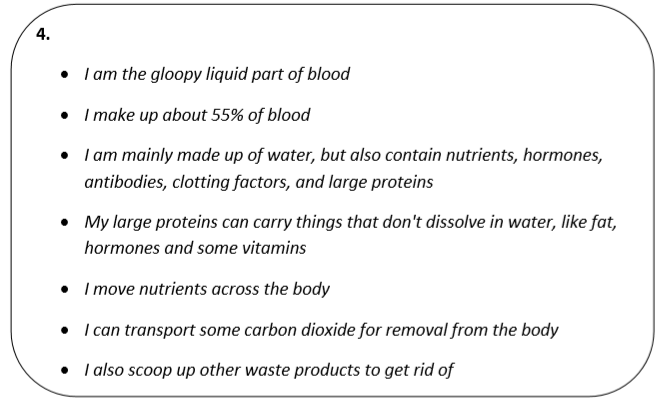 4.
• I am the gloopy liquid part of blood
• I make up about 55% of blood
• I am mainly made up of water, but also contain nutrients, hormones,
antibodies, clotting factors, and large proteins
• My large proteins can carry things that don't dissolve in water, like fat,
hormones and some vitamins
• I move nutrients across the body
• I can transport some carbon dioxide for removal from the body
• I also scoop up other waste products to get rid of